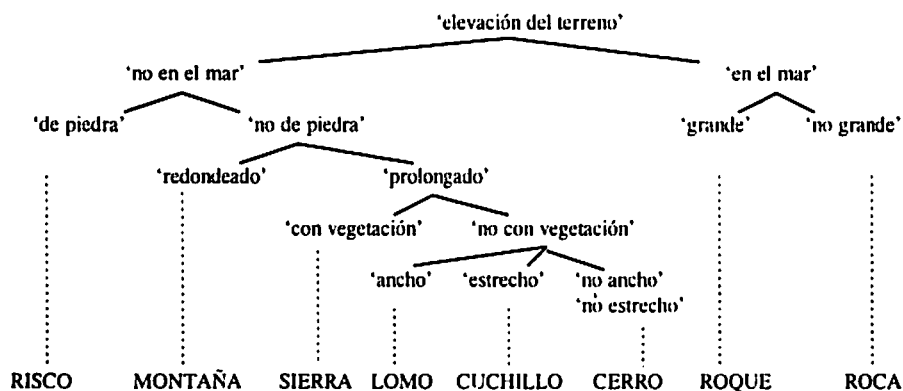 ‘elevación del terreno’
‘no en el mar’ ‘en el mar’
‘de piedra’ ‘no de piedra’ ‘grande’ ‘no grande’
‘redondeado’ ‘prolongado’
‘con vegetación’ ‘no con vegetación’
‘ancho’ ‘estrecho’ ‘no ancho’
‘no estrecho’
RISCO MONTAÑA SIERRA LOMO CUCHILLO CERRO ROQUE ROCA